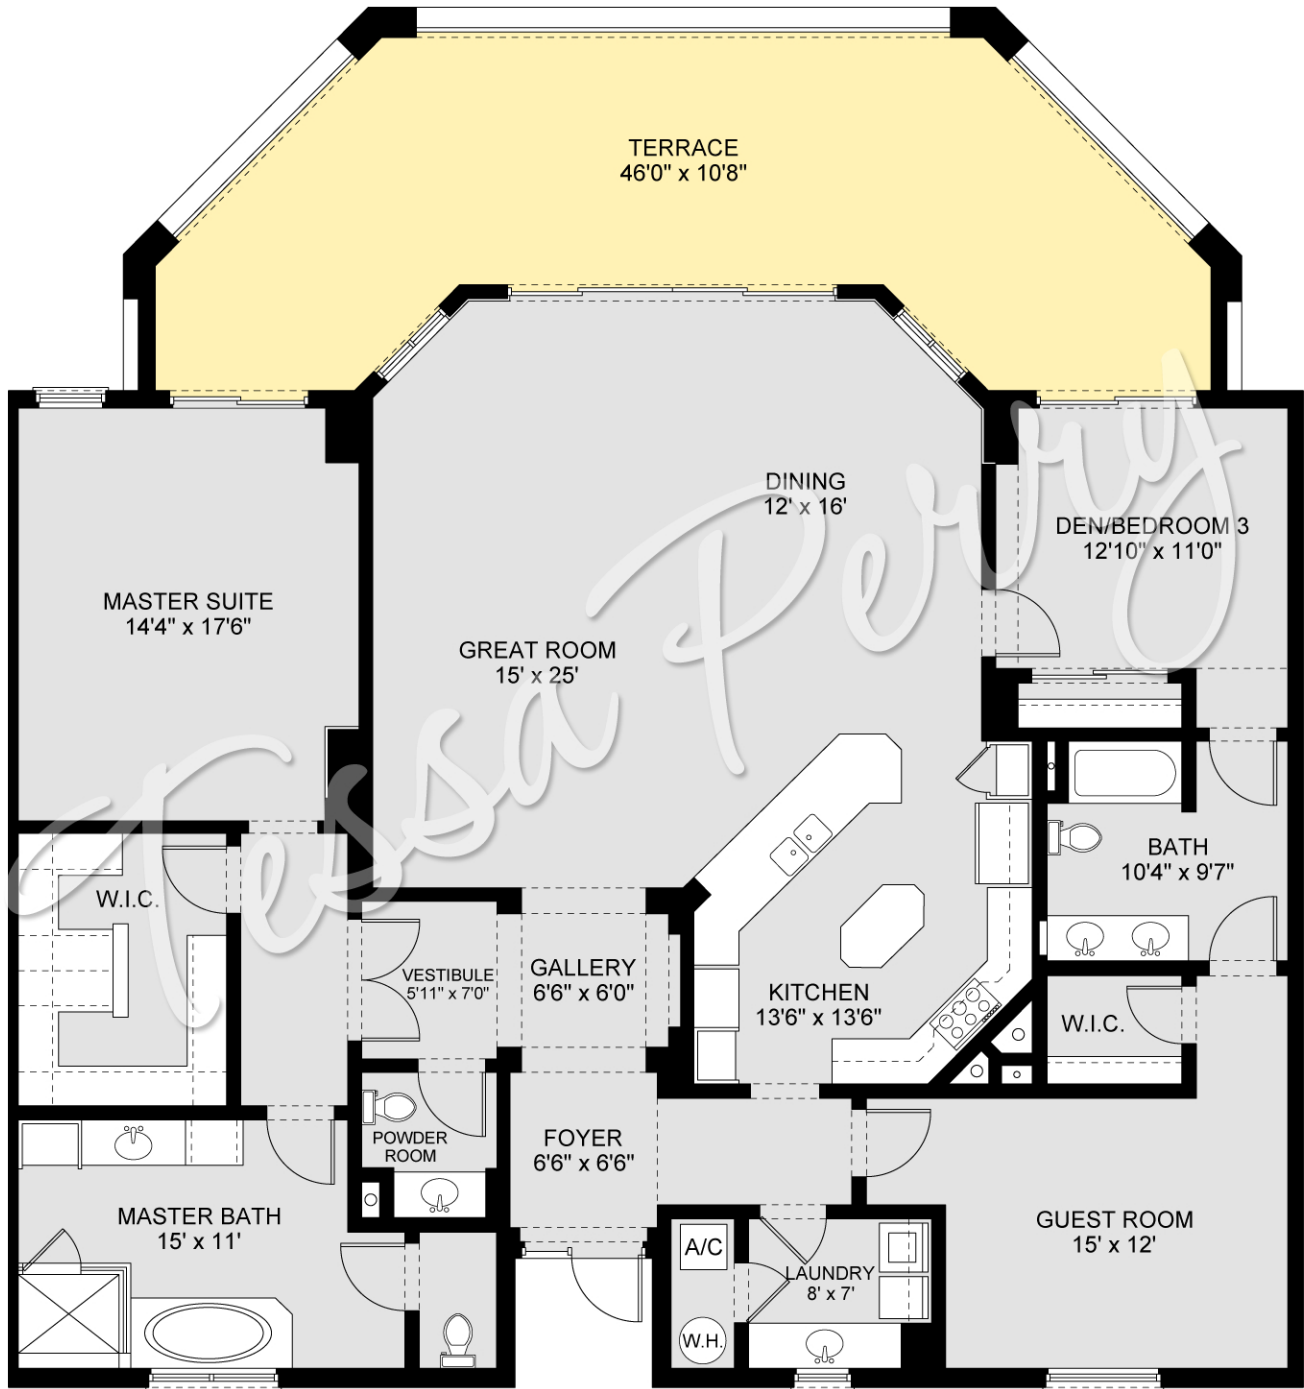 TERRACE
46'0" x 10'8"
DINING
12' x 16'
DEN/BEDROOM 3
12'10" x 11'0"
MASTER SUITE
14'4" x 17'6"
GREAT ROOM
15' x 25'
Tessa Perry
BATH
10'4" x 9'7"
W.I.C.
VESTIBULE
5'11" x 7'0"
GALLERY
6'6" x 6'0"
KITCHEN
13'6" x 13'6"
W.I.C.
POWDER
ROOM
FOYER
6'6" x 6'6"
MASTER BATH
15' x 11'
A/C
LAUNDRY
8' x 7'
W.H.
GUEST ROOM
15' x 12'